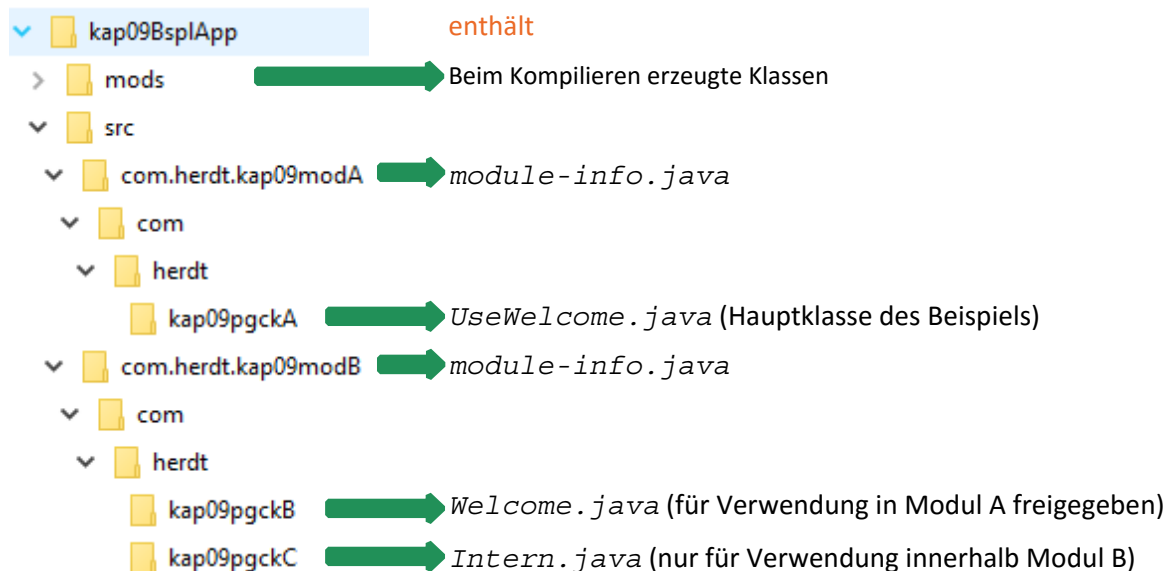 kap09BsplApp enthält
mods Beim Kompilieren erzeugte Klassen
src
com.herdt.kap09modA module-info.java
com
herdt
kap09pgckA UseWelcome.java (Hauptklasse des Beispiels)
com.herdt.kap09modB module-info.java
com
herdt
kap09pgckB Welcome.java (für Verwendung in Modul A freigegeben)
kap09pgckC Intern.java (nur für Verwendung innerhalb Modul B)